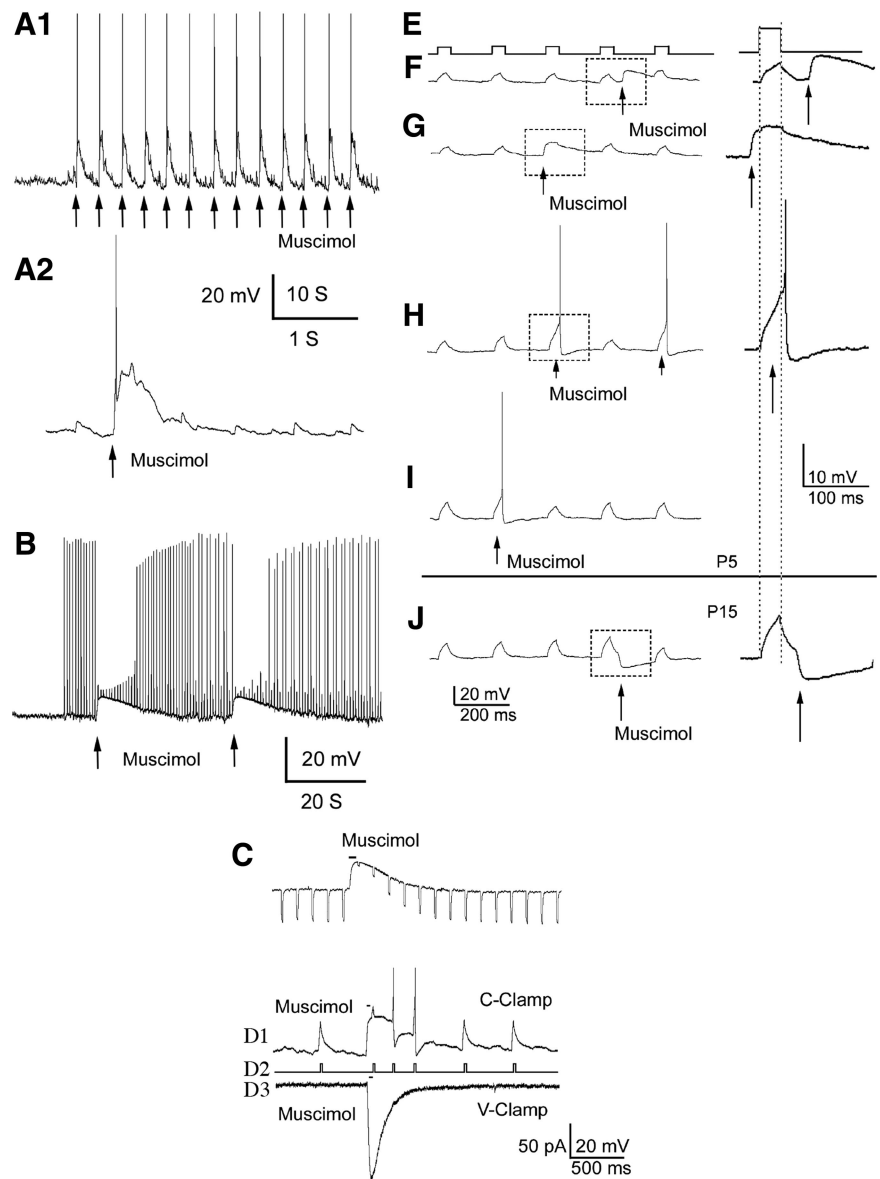 A1
Muscimol
A2
20 mV
10 S
1 S
Muscimol
B
Muscimol
20 mV
20 S
C
Muscimol
Muscimol
C-Clamp
D1
D2
D3
Muscimol
V-Clamp
50 pA
20 mV
500 ms
E
F
Muscimol
G
Muscimol
H
Muscimol
10 mV
100 ms
I
Muscimol
P5
P15
J
20 mV
200 ms
Muscimol